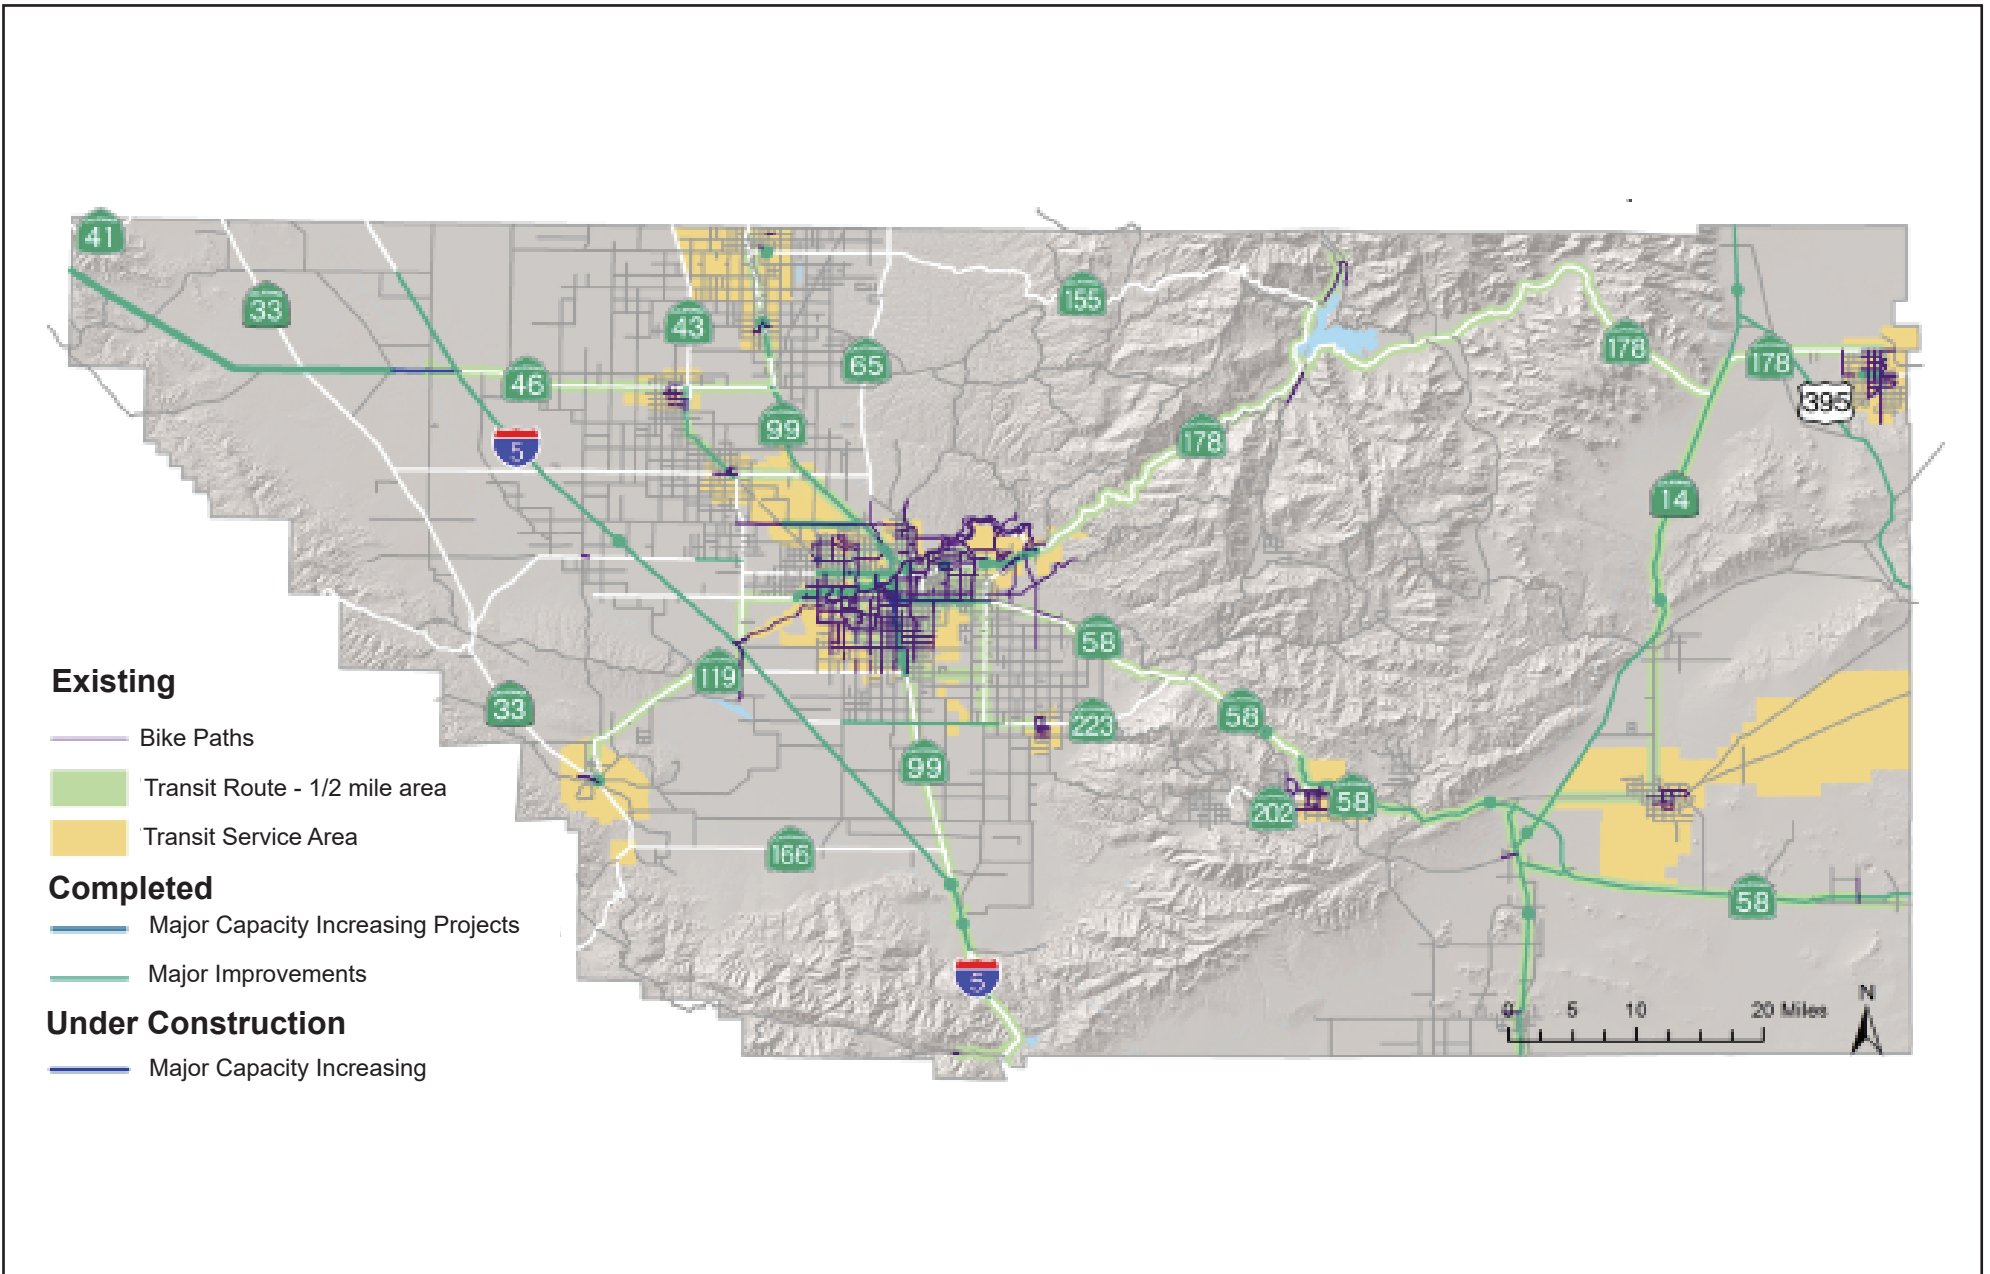 41
33
43
155
65
178
178
46
395
99
5
178
14
58
119
33
223
58
99
202
58
166
58
5
Existing
Bike Paths
Transit Route - 1/2 mile area
Transit Service Area
Completed
Major Capacity Increasing Projects
Major Improvements
Under Construction
Major Capacity Increasing
N
0 5 10 20 Miles